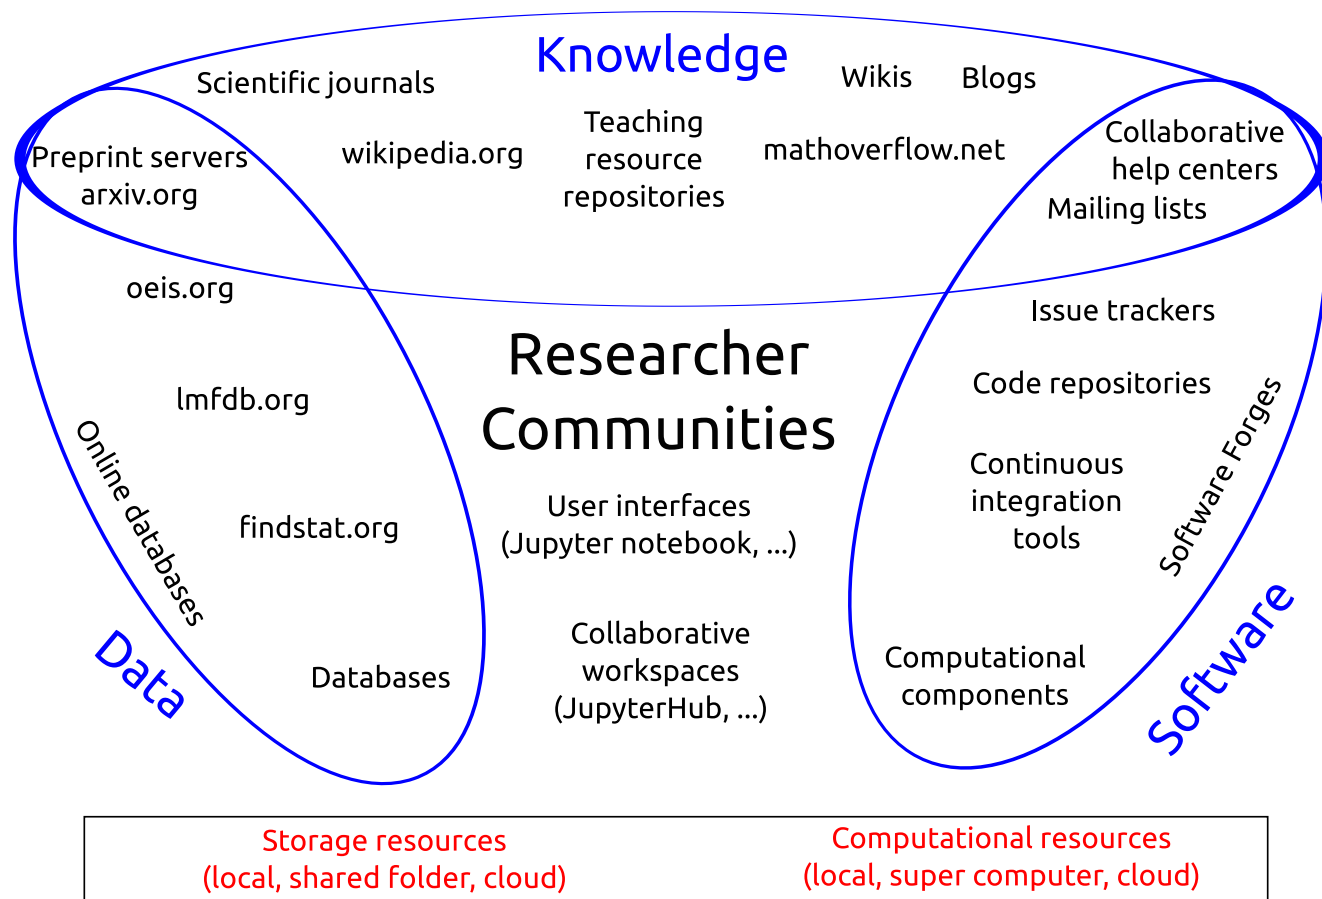 Knowledge
Scientific journals
Wikis
Blogs
Preprint servers
arxiv.org
wikipedia.org
Teaching
resource
repositories
mathoverflow.net
Collaborative
help centers
Mailing lists
oeis.org
lmfdb.org
Online databases
findstat.org
Databases
Data
Researcher
Communities
User interfaces
(Jupyter notebook, ...)
Collaborative
workspaces
(JupyterHub, ...)
Issue trackers
Code repositories
Continuous
integration
tools
Software Forges
Computational
components
Software
Storage resources
(local, shared folder, cloud)
Computational resources
(local, super computer, cloud)